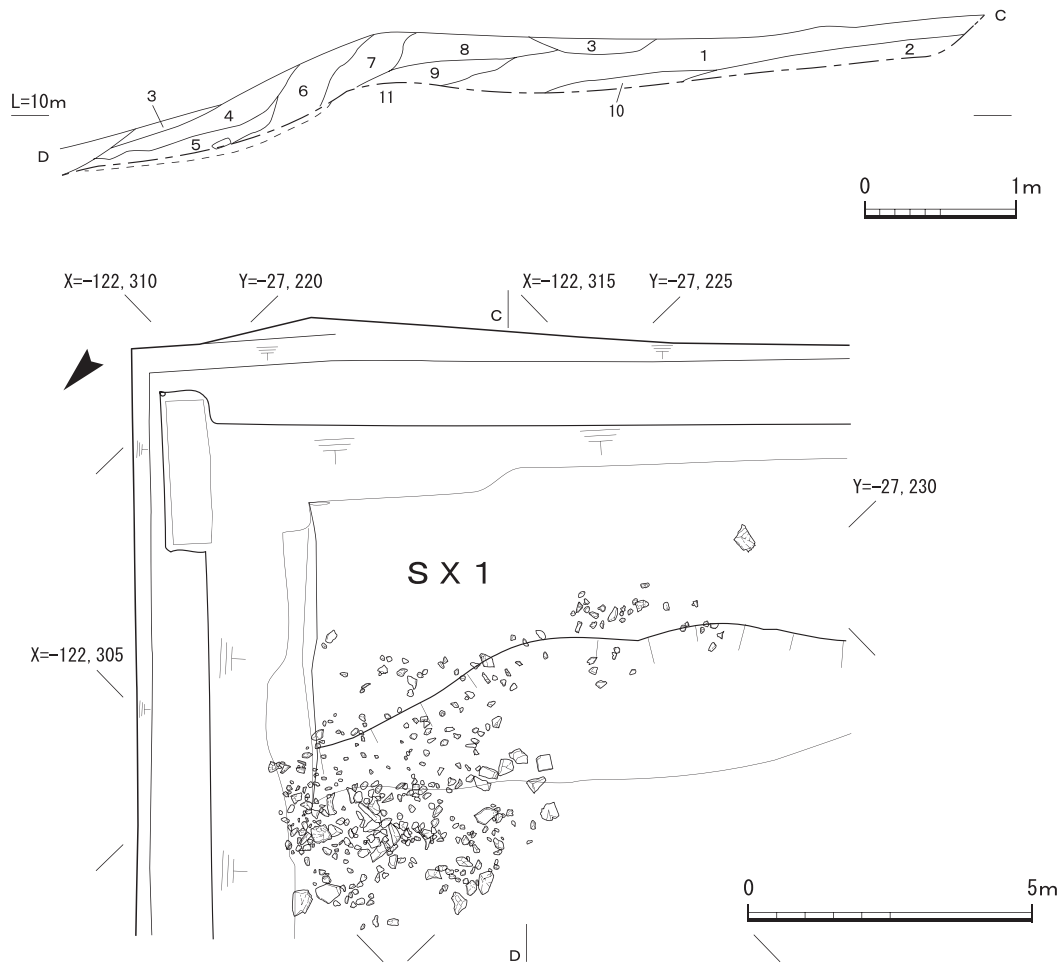 C
8
3
1
2
7
9
6
11
10
L=10m
3
4
5
D
0 1m
X=-122, 310 Y=-27, 220 X=-122, 315 Y=-27, 225
C
Y=-27, 230
SX1
X=-122, 305
0 5m
D